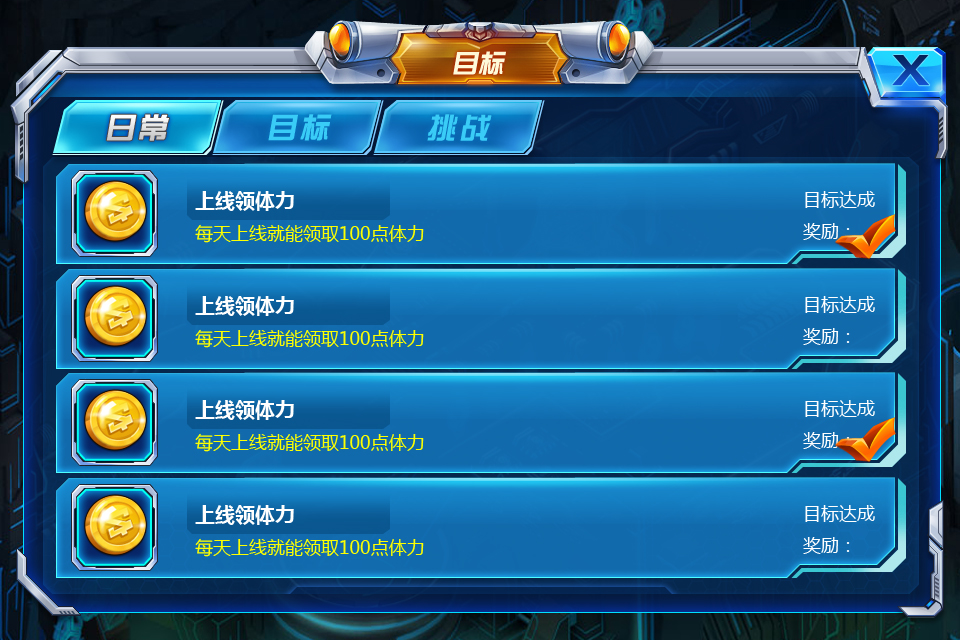 目标
X
日常
目标
挑战
上线领体力
目标达成
每天上线就能领取100点体力
奖励：
上线领体力
目标达成
每天上线就能领取100点体力
奖励：
上线领体力
目标达成
每天上线就能领取100点体力
奖励：
上线领体力
目标达成
每天上线就能领取100点体力
奖励：